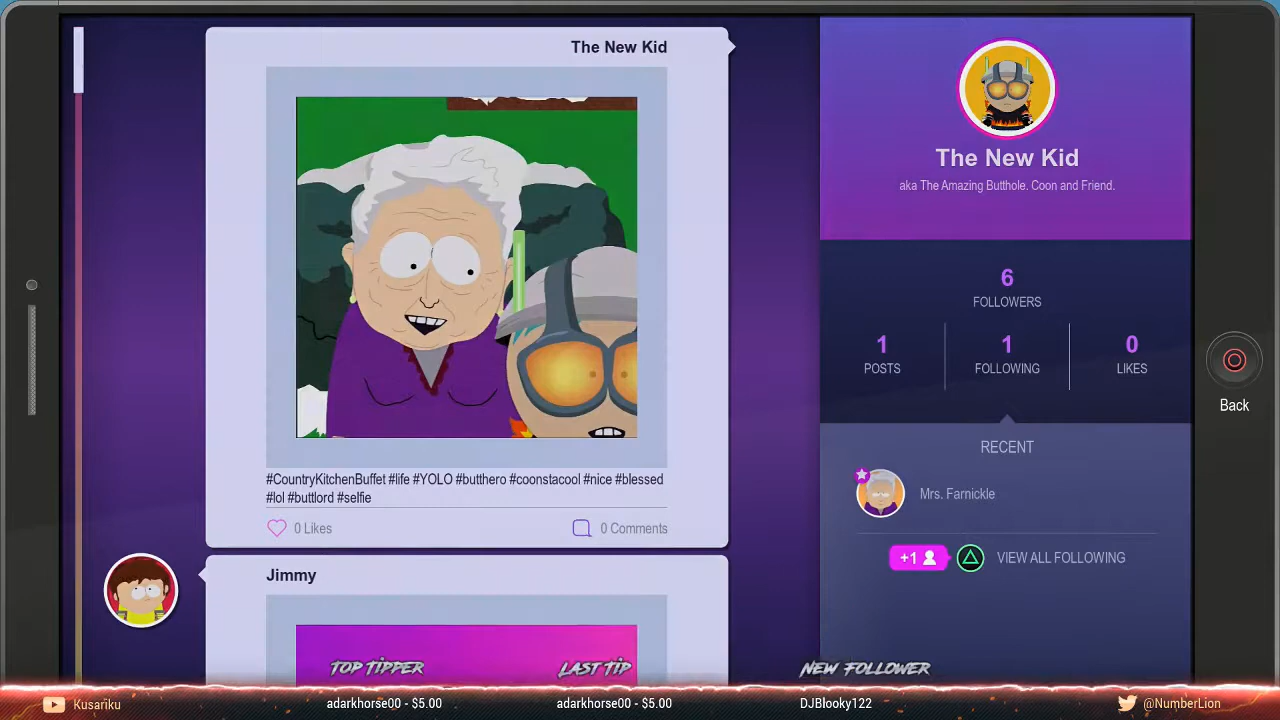 The New Kid
#CountryKitchenBuffet #life #YOLO #butthero #coonstacool #nice #blessed
#lol #buttlord #selfie
0 Likes
0 Comments
Jimmy
The New Kid
aka The Amazing Butthole. Coon and Friend.
6
FOLLOWERS
1
POSTS
1
FOLLOWING
0
LIKES
RECENT
Mrs. Farnickle
+1
VIEW ALL FOLLOWING
Back
TOP TIPPER
LAST TIP
NEW FOLLOWER
Kusariku
adarkhorse00 - $5.00
adarkhorse00 - $5.00
DJBlooky122
@NumberLion